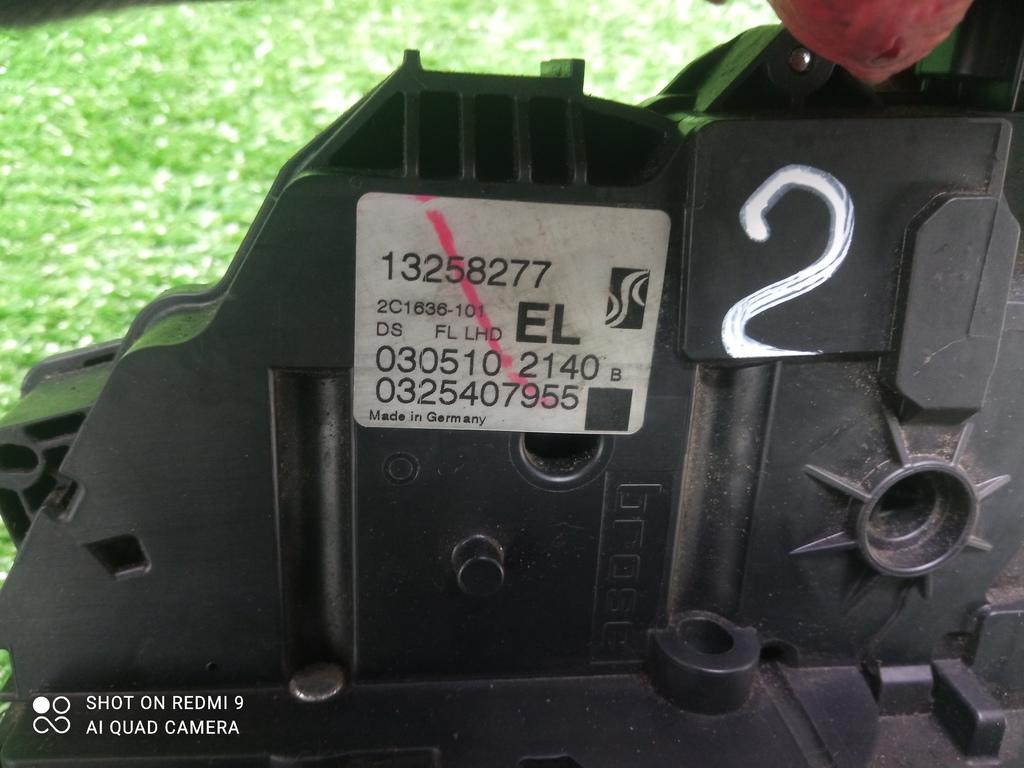 13258277
2C1636-101
DS FL LHD EL
030510 2140 B
0325407955
Made in Germany
2
brose
SHOT ON REDMI 9
AI QUAD CAMERA